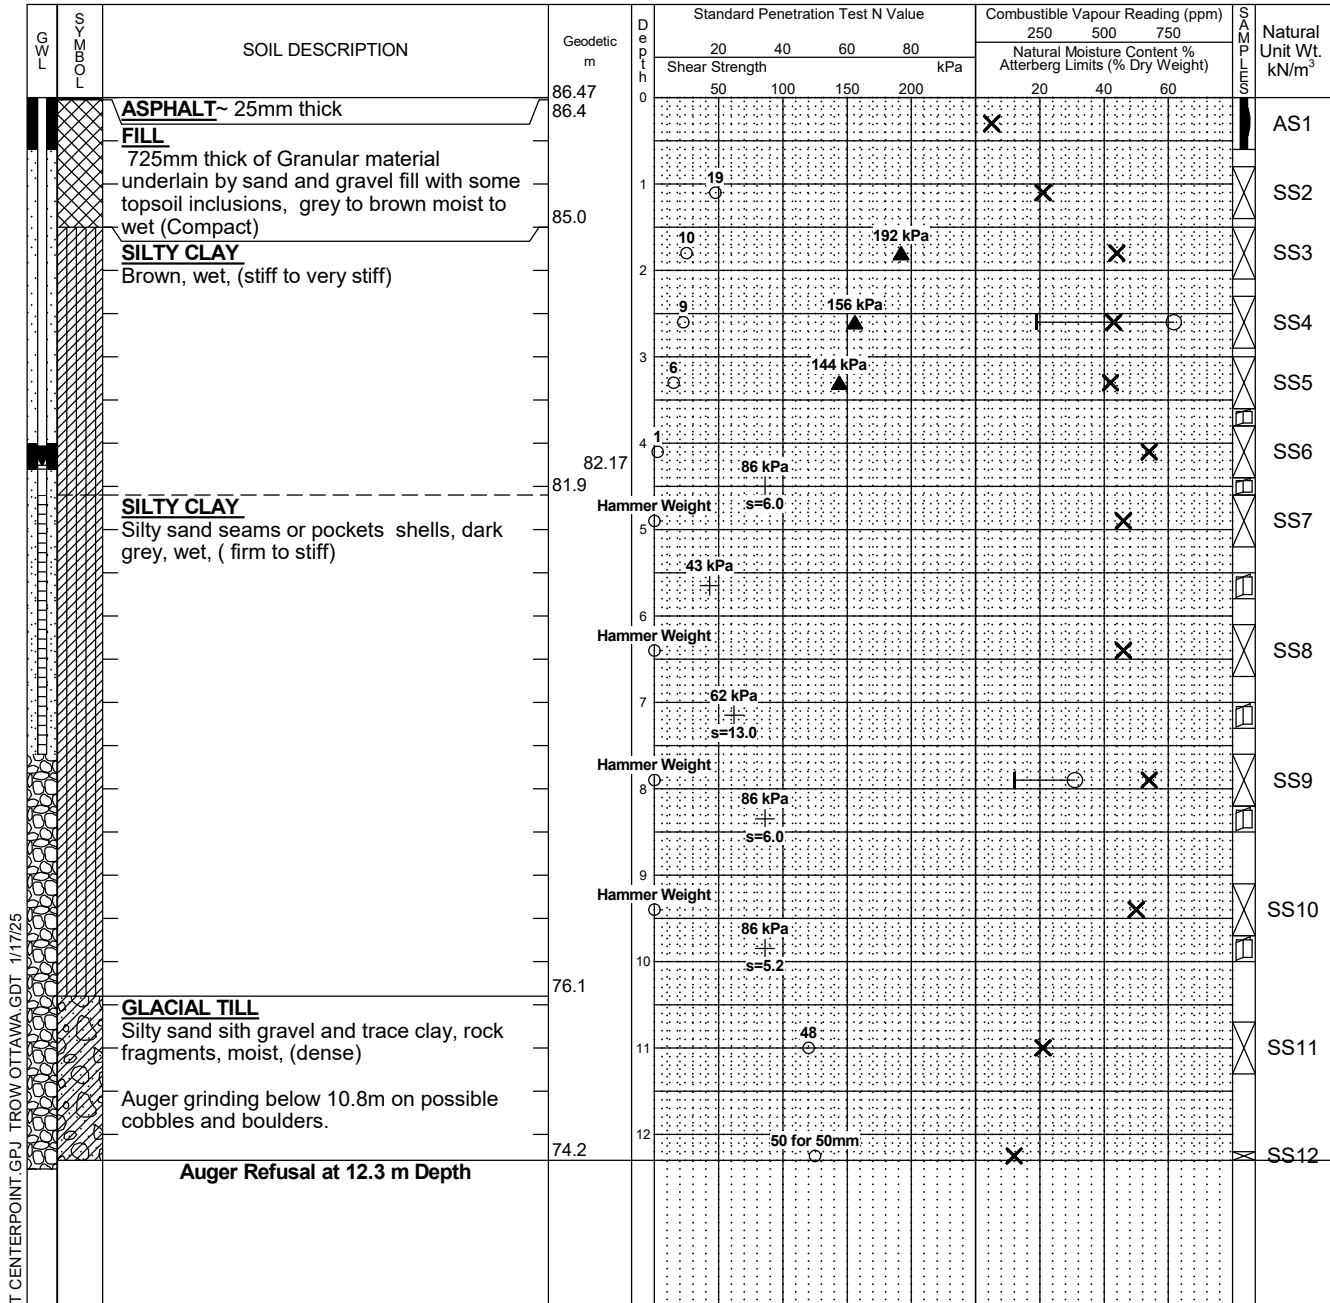 GWL
SYMBOL
SOIL DESCRIPTION
Geodetic
m
Depth
Standard Penetration Test N Value
20 40 60 80
Shear Strength kPa
50 100 150 200
Combustible Vapour Reading (ppm)
250 500 750
Natural Moisture Content %
Atterberg Limits (% Dry Weight)
20 40 60
SAMPLES
Natural
Unit Wt.
kN/m³
86.47
0
ASPHALT~ 25mm thick
86.4
AS1
FILL
725mm thick of Granular material
underlain by sand and gravel fill with some
topsoil inclusions, grey to brown moist to
wet (Compact)
1
19
SS2
85.0
SILTY CLAY
Brown, wet, (stiff to very stiff)
10
192 kPa
SS3
2
9
156 kPa
SS4
3
6
144 kPa
SS5
4
1
SS6
82.17
86 kPa
s=6.0
81.9
SILTY CLAY
Silty sand seams or pockets shells, dark
grey, wet, ( firm to stiff)
Hammer Weight
SS7
5
43 kPa
6
Hammer Weight
SS8
7
62 kPa
s=13.0
Hammer Weight
SS9
8
86 kPa
s=6.0
9
Hammer Weight
SS10
86 kPa
s=5.2
10
76.1
GLACIAL TILL
Silty sand sith gravel and trace clay, rock
fragments, moist, (dense)
48
11
SS11
Auger grinding below 10.8m on possible
cobbles and boulders.
12
74.2
50 for 50mm
SS12
Auger Refusal at 12.3 m Depth
T CENTERPOINT.GPJ TROW OTTAWA.GDT 1/17/25